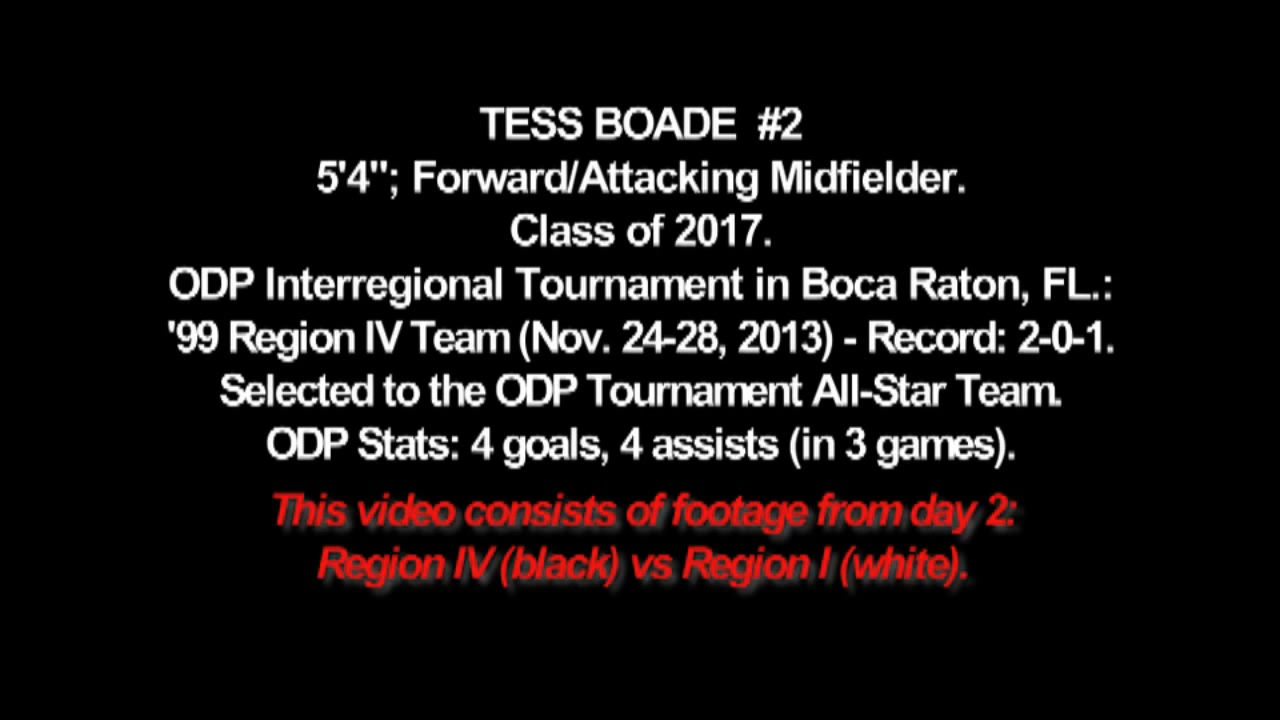 TESS BOADE  #2
5'4"; Forward/Attacking Midfielder.
Class of 2017.
ODP Interregional Tournament in Boca Raton, FL.:
'99 Region IV Team (Nov. 24-28, 2013) - Record: 2-0-1.
Selected to the ODP Tournament All-Star Team.
ODP Stats: 4 goals, 4 assists (in 3 games).
This video consists of footage from day 2:
Region IV (black) vs Region I (white).